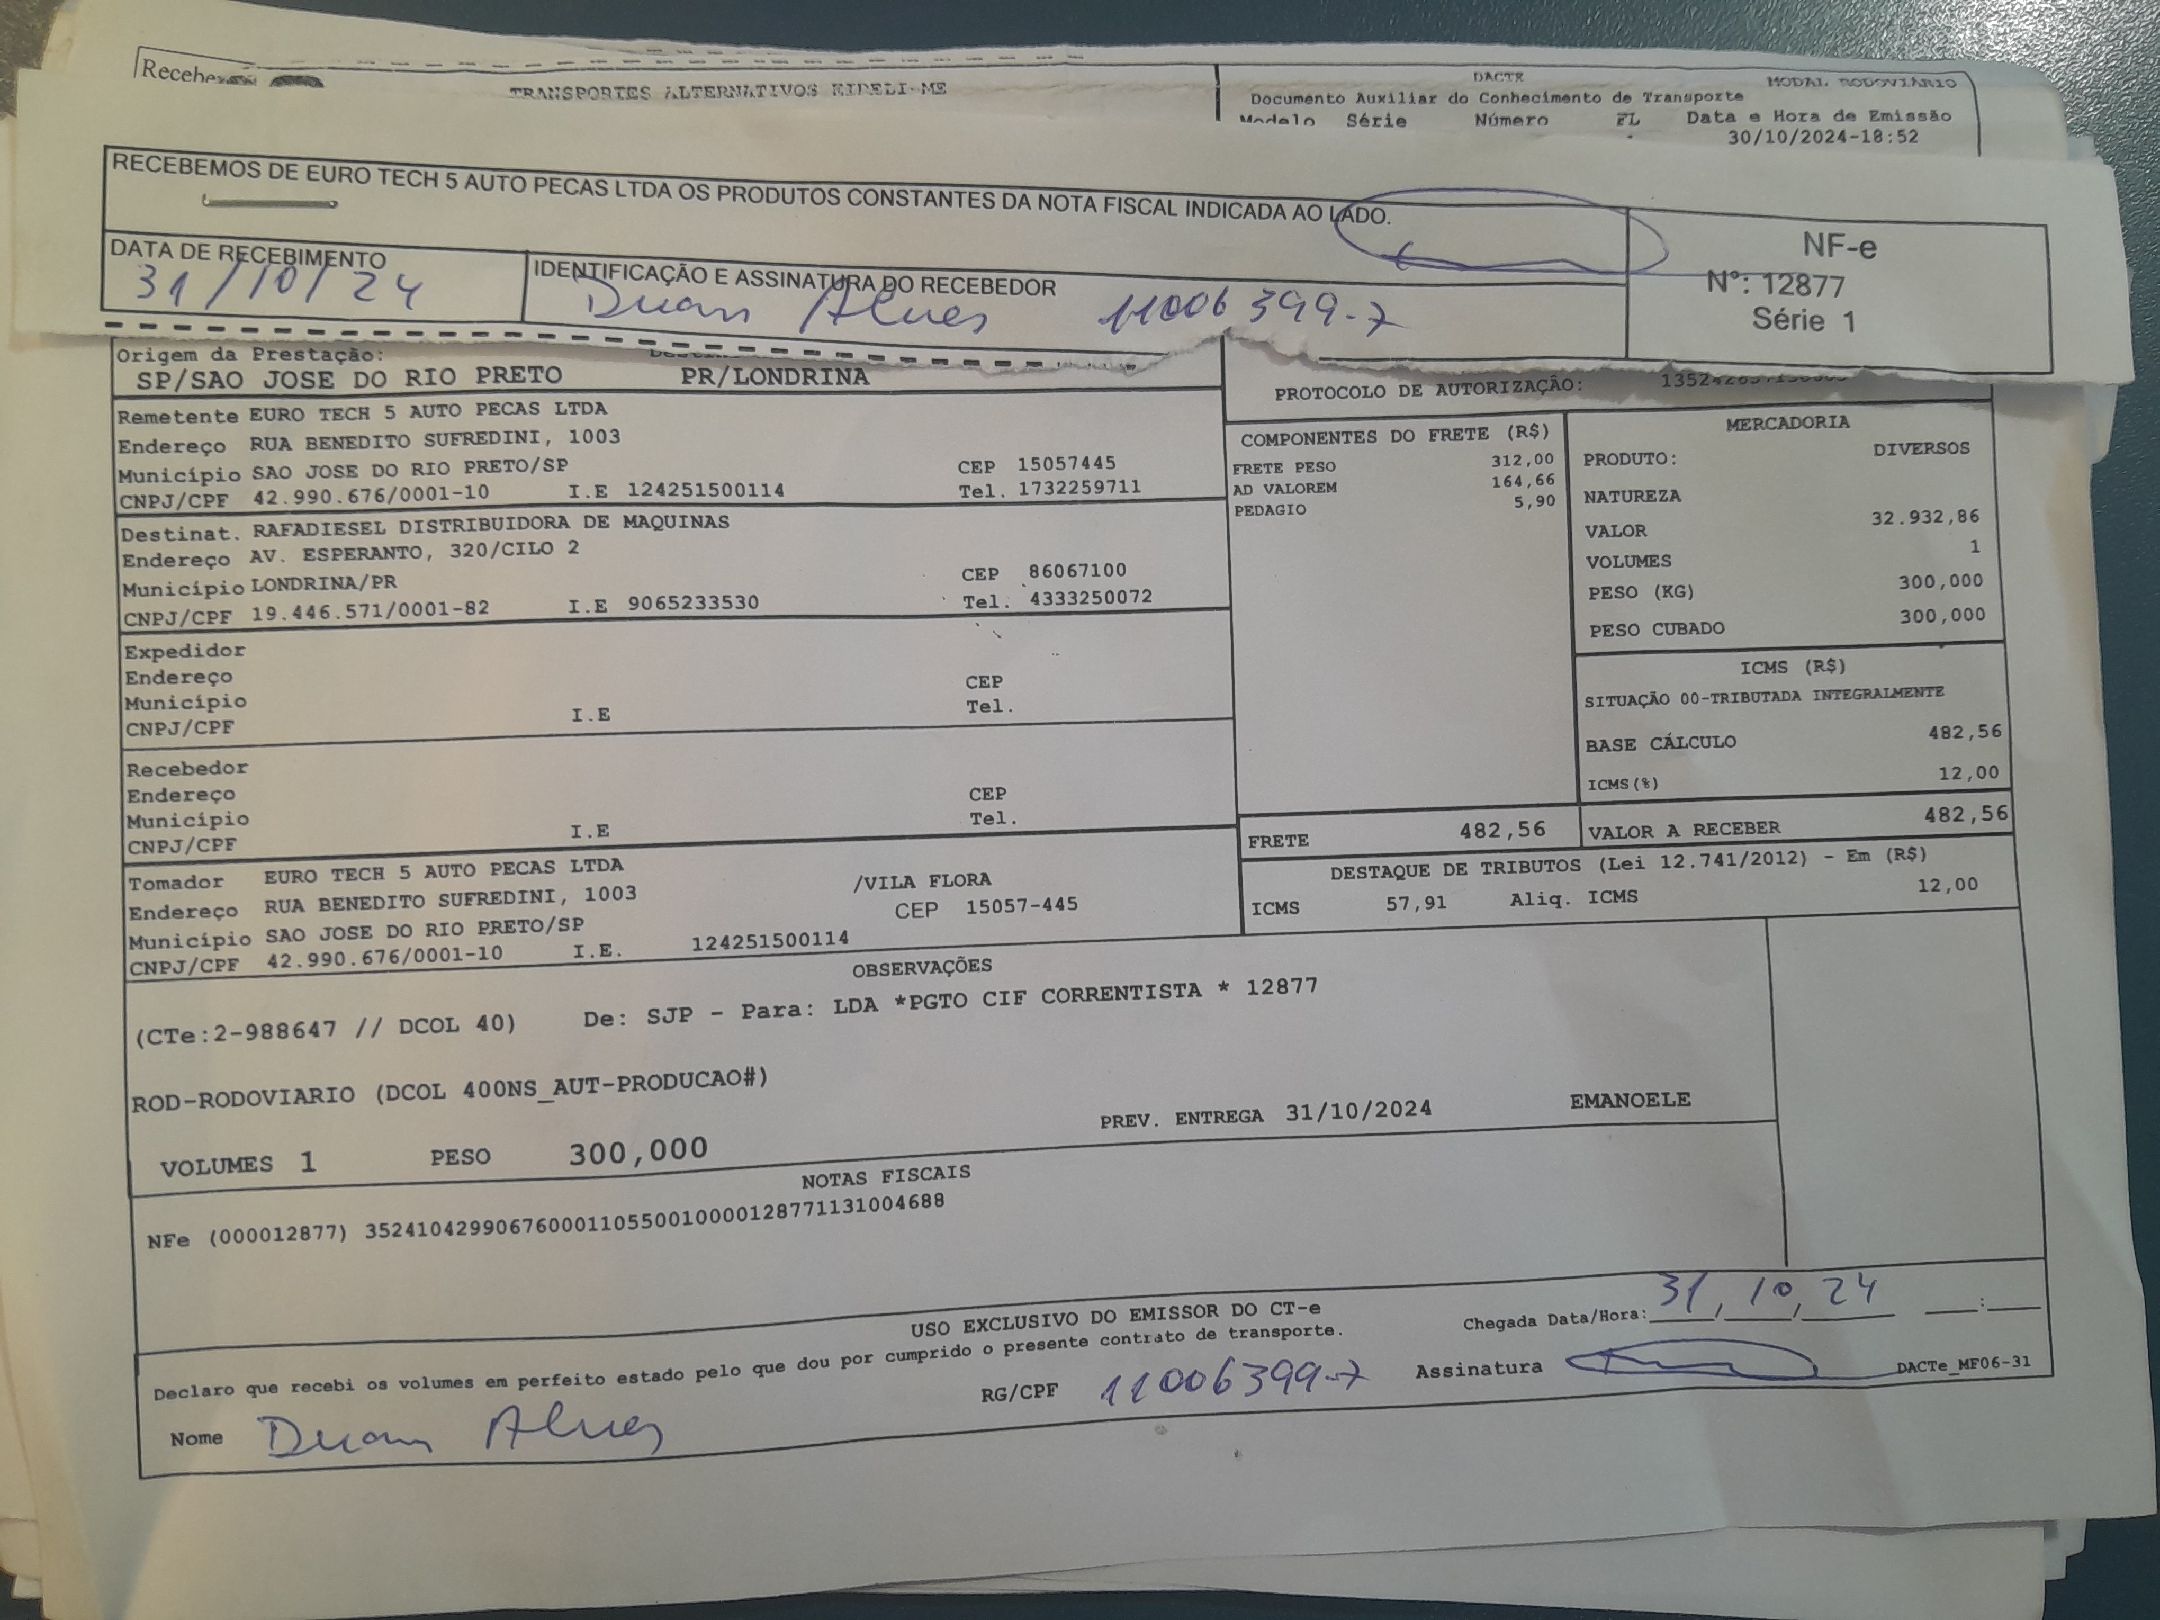 TRANSPORTES ALTERNATIVOS EIRELI-ME
DACTE
MODAL RODOVIARIO
Documento Auxiliar do Conhecimento de Transporte
Modelo Série Número FL Data e Hora de Emissão
30/10/2024-18:52
RECEBEMOS DE EURO TECH 5 AUTO PECAS LTDA OS PRODUTOS CONSTANTES DA NOTA FISCAL INDICADA AO LADO.
DATA DE RECEBIMENTO
31/10/24
IDENTIFICAÇÃO E ASSINATURA DO RECEBEDOR
Duan Alves 11006399-7
NF-e
Nº: 12877
Série 1
Origem da Prestação:
SP/SAO JOSE DO RIO PRETO PR/LONDRINA
PROTOCOLO DE AUTORIZAÇÃO:
Remetente EURO TECH 5 AUTO PECAS LTDA
Endereço RUA BENEDITO SUFREDINI, 1003
Município SAO JOSE DO RIO PRETO/SP CEP 15057445
CNPJ/CPF 42.990.676/0001-10 I.E 124251500114 Tel. 1732259711
Destinat. RAFADIESEL DISTRIBUIDORA DE MAQUINAS
Endereço AV. ESPERANTO, 320/CILO 2
Município LONDRINA/PR CEP 86067100
CNPJ/CPF 19.446.571/0001-82 I.E 9065233530 Tel. 4333250072
Expedidor
Endereço
Município CEP
CNPJ/CPF I.E Tel.
Recebedor
Endereço
Município CEP
CNPJ/CPF I.E Tel.
Tomador EURO TECH 5 AUTO PECAS LTDA
Endereço RUA BENEDITO SUFREDINI, 1003 /VILA FLORA
Município SAO JOSE DO RIO PRETO/SP CEP 15057-445
CNPJ/CPF 42.990.676/0001-10 I.E. 124251500114
COMPONENTES DO FRETE (R$)
FRETE PESO 312,00
AD VALOREM 164,66
PEDAGIO 5,90
MERCADORIA
PRODUTO: DIVERSOS
NATUREZA
VALOR 32.932,86
VOLUMES 1
PESO (KG) 300,000
PESO CUBADO 300,000
ICMS (R$)
SITUAÇÃO 00-TRIBUTADA INTEGRALMENTE
BASE CÁLCULO 482,56
ICMS(%) 12,00
FRETE 482,56 VALOR A RECEBER 482,56
DESTAQUE DE TRIBUTOS (Lei 12.741/2012) - Em (R$)
ICMS 57,91 Aliq. ICMS 12,00
OBSERVAÇÕES
(CTe:2-988647 // DCOL 40) De: SJP - Para: LDA *PGTO CIF CORRENTISTA * 12877
ROD-RODOVIARIO (DCOL 400NS_AUT-PRODUCAO#)
PREV. ENTREGA 31/10/2024 EMANOELE
VOLUMES 1 PESO 300,000
NOTAS FISCAIS
NFe (000012877) 35241042990676000110550010000128771131004688
USO EXCLUSIVO DO EMISSOR DO CT-e
Declaro que recebi os volumes em perfeito estado pelo que dou por cumprido o presente contrato de transporte.
Chegada Data/Hora: 31, 10, 24 :
Nome Duan Alves RG/CPF 11006399-7 Assinatura DACTe_MF06-31